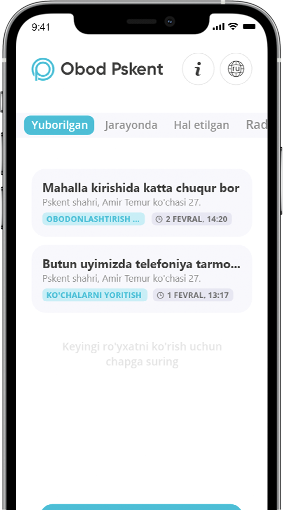 9:41
Obod Pskent
i
ru
Yuborilgan Jarayonda Hal etilgan Rad
Mahalla kirishida katta chuqur bor
Pskent shahri, Amir Temur ko'chasi 27.
OBODONLASHTIRISH ... 2 FEVRAL, 14:20
Butun uyimizda telefoniya tarmo...
Pskent shahri, Amir Temur ko'chasi 27.
KO'CHALARNI YORITISH 1 FEVRAL, 13:17
Keyingi ro'yxatni ko'rish uchun
chapga suring